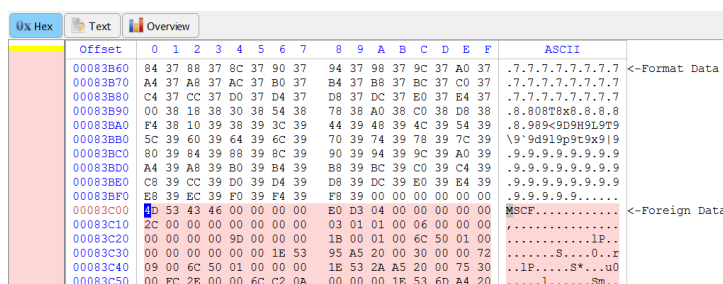 0x Hex Text Overview
Offset 0 1 2 3 4 5 6 7 8 9 A B C D E F ASCII
00083B60 84 37 88 37 8C 37 90 37 94 37 98 37 9C 37 A0 37 .7.7.7.7.7.7.7.7 <-Format Data
00083B70 A4 37 A8 37 AC 37 B0 37 B4 37 B8 37 BC 37 C0 37 .7.7.7.7.7.7.7.7
00083B80 C4 37 CC 37 D0 37 D4 37 D8 37 DC 37 E0 37 E4 37 .7.7.7.7.7.7.7.7
00083B90 00 38 18 38 30 38 54 38 78 38 A0 38 C0 38 D8 38 .8.808T8x8.8.8.8
00083BA0 F4 38 10 39 38 39 3C 39 44 39 48 39 4C 39 54 39 .8.989<9D9H9L9T9
00083BB0 5C 39 60 39 64 39 6C 39 70 39 74 39 78 39 7C 39 \9`9d9l9p9t9x9|9
00083BC0 80 39 84 39 88 39 8C 39 90 39 94 39 9C 39 A0 39 .9.9.9.9.9.9.9.9
00083BD0 A4 39 A8 39 B0 39 B4 39 B8 39 BC 39 C0 39 C4 39 .9.9.9.9.9.9.9.9
00083BE0 C8 39 CC 39 D0 39 D4 39 D8 39 DC 39 E0 39 E4 39 .9.9.9.9.9.9.9.9
00083BF0 E8 39 EC 39 F0 39 F4 39 F8 39 00 00 00 00 00 00 .9.9.9.9.9......
00083C00 4D 53 43 46 00 00 00 00 E0 D3 04 00 00 00 00 00 MSCF............ <-Foreign Data
00083C10 2C 00 00 00 00 00 00 00 03 01 01 00 06 00 00 00 ,...............
00083C20 00 00 00 00 9D 00 00 00 1B 00 01 00 6C 50 01 00 ............lP..
00083C30 00 00 00 00 00 00 1E 53 95 A5 20 00 30 00 00 72 .......S.. .0..r
00083C40 09 00 6C 50 01 00 00 00 1E 53 2A A5 20 00 75 30 ..lP.....S*. .u0
00083C50 00 FC 2E 00 00 6C C2 0A 00 00 00 1E 53 6D A4 20